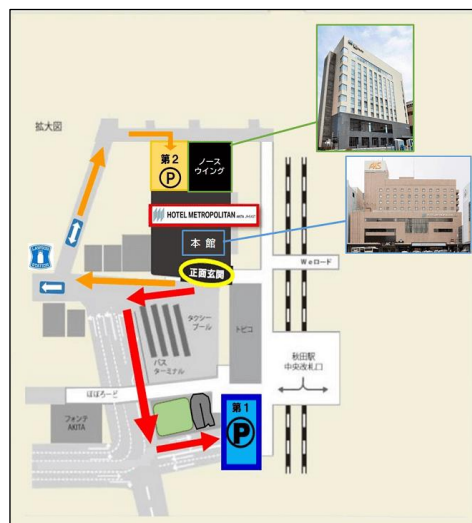 拡大図
第2
P
ノース
ウイング
HOTEL METROPOLITAN
本館
正面玄関
LAWSON
Weロード
タクシー
プール
トピコ
バス
ターミナル
秋田駅
中央改札口
ぽぽろーど
フォンテ
AKITA
第1
P